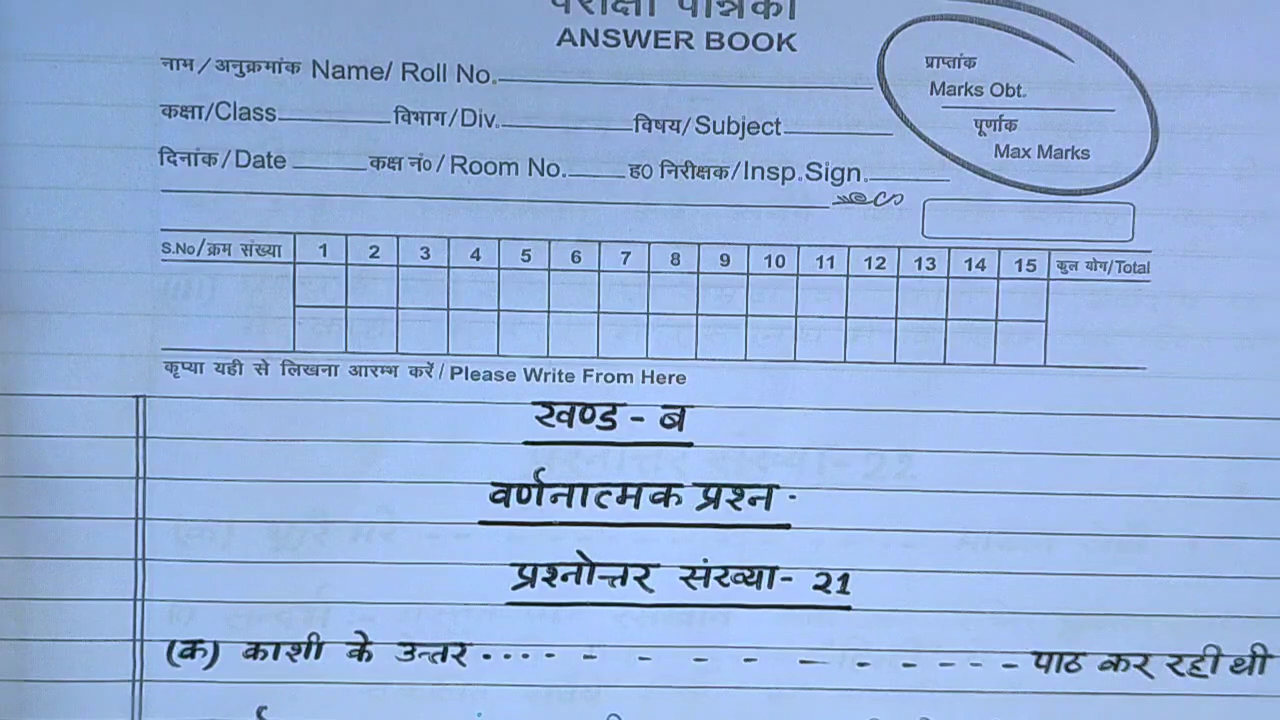 परीक्षा पत्रिका
ANSWER BOOK
नाम/अनुक्रमांक Name/ Roll No.
प्राप्तांक
Marks Obt.
पूर्णांक
Max Marks
कक्षा/Class विभाग/Div. विषय/Subject
दिनांक/Date कक्ष नं०/Room No. ह० निरीक्षक/Insp.Sign.
S.No/क्रम संख्या 1 2 3 4 5 6 7 8 9 10 11 12 13 14 15 कुल योग/Total
कृप्या यही से लिखना आरम्भ करें/Please Write From Here
खण्ड - ब
वर्णनात्मक प्रश्न ·
प्रश्नोत्तर संख्या- 21
(क) काशी के उत्तर ···· - - - - - - - - - - - - पाठ कर रही थी